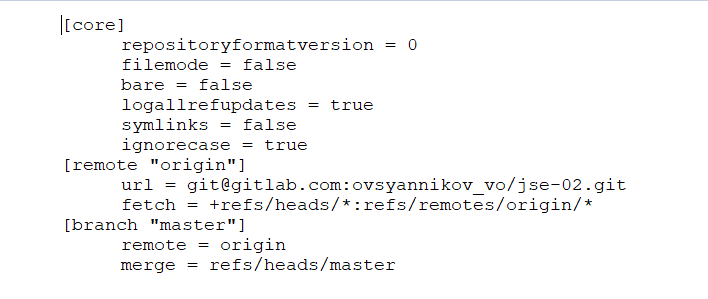 [core]
repositoryformatversion = 0
filemode = false
bare = false
logallrefupdates = true
symlinks = false
ignorecase = true
[remote "origin"]
url = git@gitlab.com:ovsyannikov_vo/jse-02.git
fetch = +refs/heads/*:refs/remotes/origin/*
[branch "master"]
remote = origin
merge = refs/heads/master